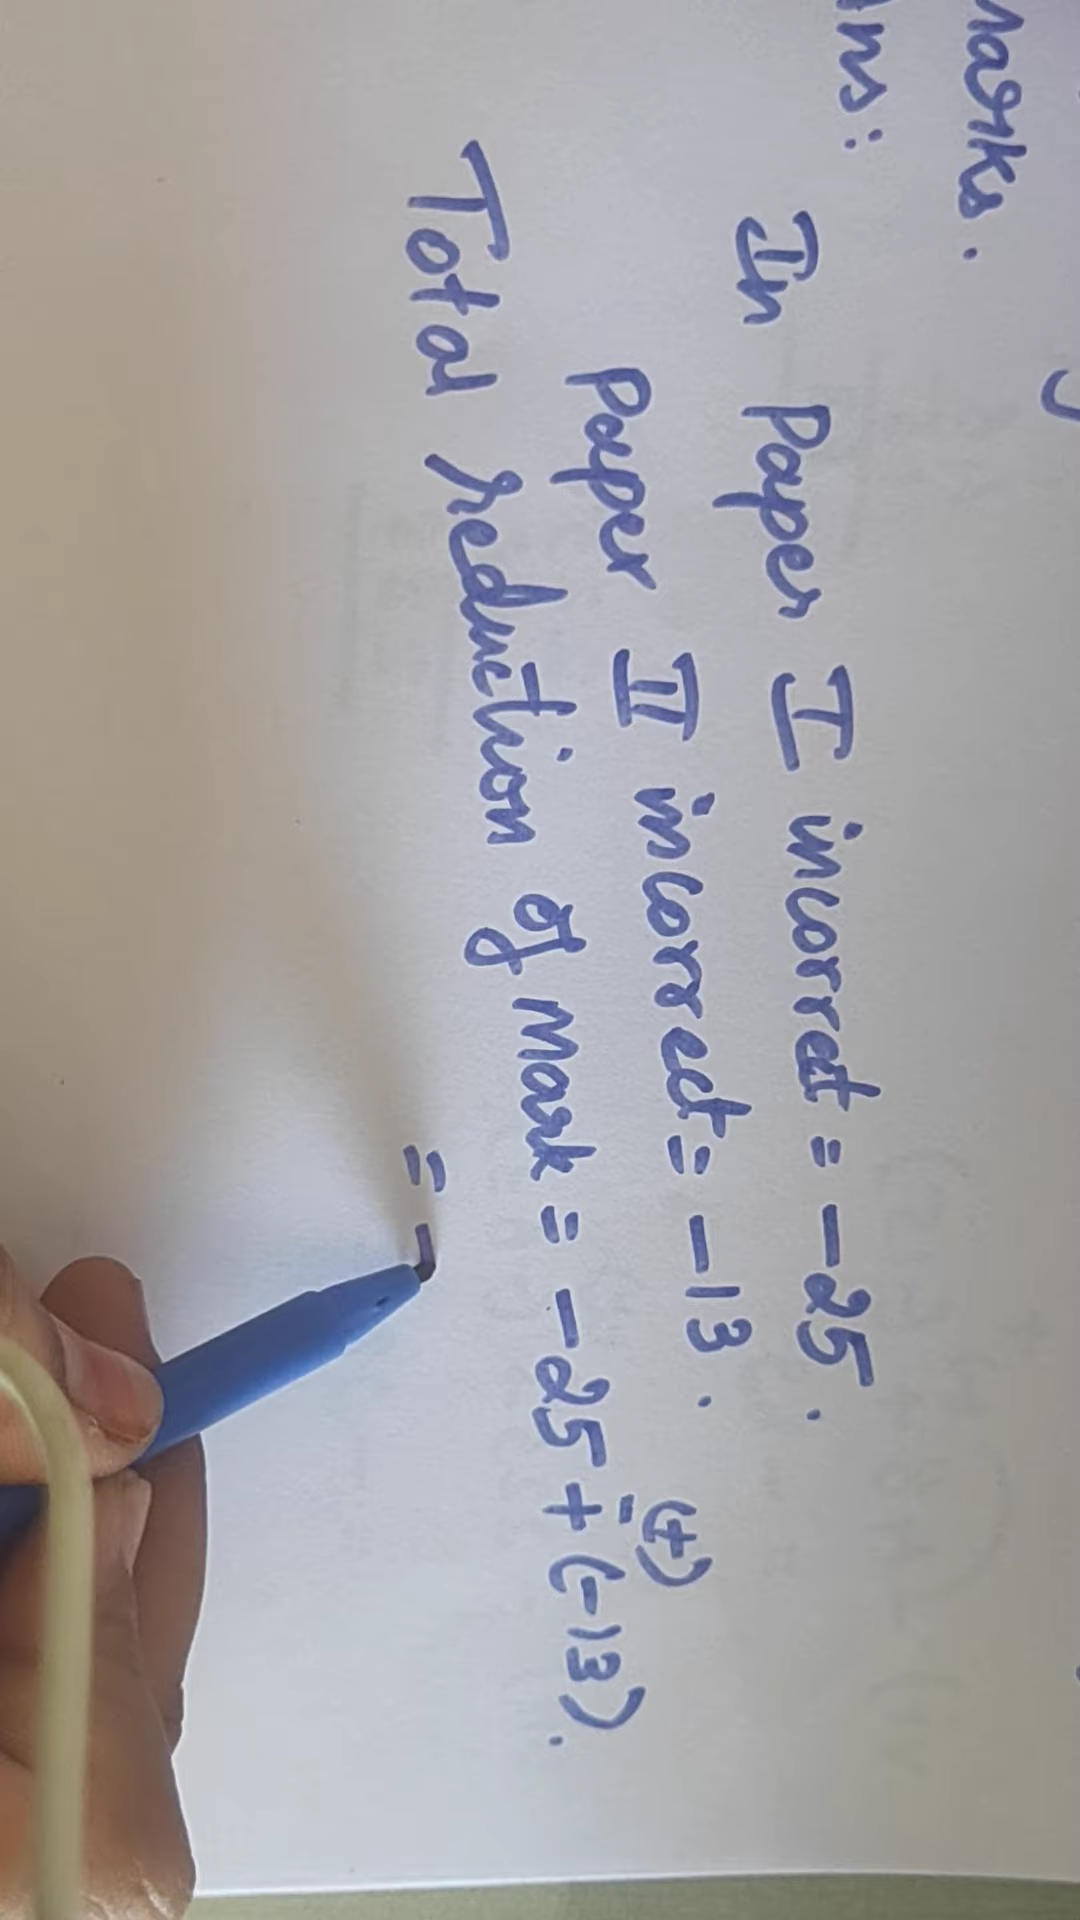 marks.
Ans:
In Paper I incorrect = -25.
Paper II incorrect = -13.
(+)
Total reduction of mark = -25 + (-13).
= -